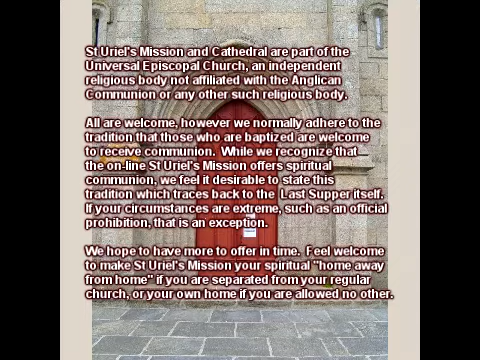 St Uriel's Mission and Cathedral are part of the
Universal Episcopal Church, an independent
religious body not affiliated with the Anglican
Communion or any other such religious body.
All are welcome, however we normally adhere to the
tradition that those who are baptized are welcome
to receive communion. While we recognize that
the on-line St Uriel's Mission offers spiritual
communion, we feel it desirable to state this
tradition which traces back to the Last Supper itself.
If your circumstances are extreme, such as an official
prohibition, that is an exception.
We hope to have more to offer in time. Feel welcome
to make St Uriel's Mission your spiritual "home away
from home" if you are separated from your regular
church, or your own home if you are allowed no other.